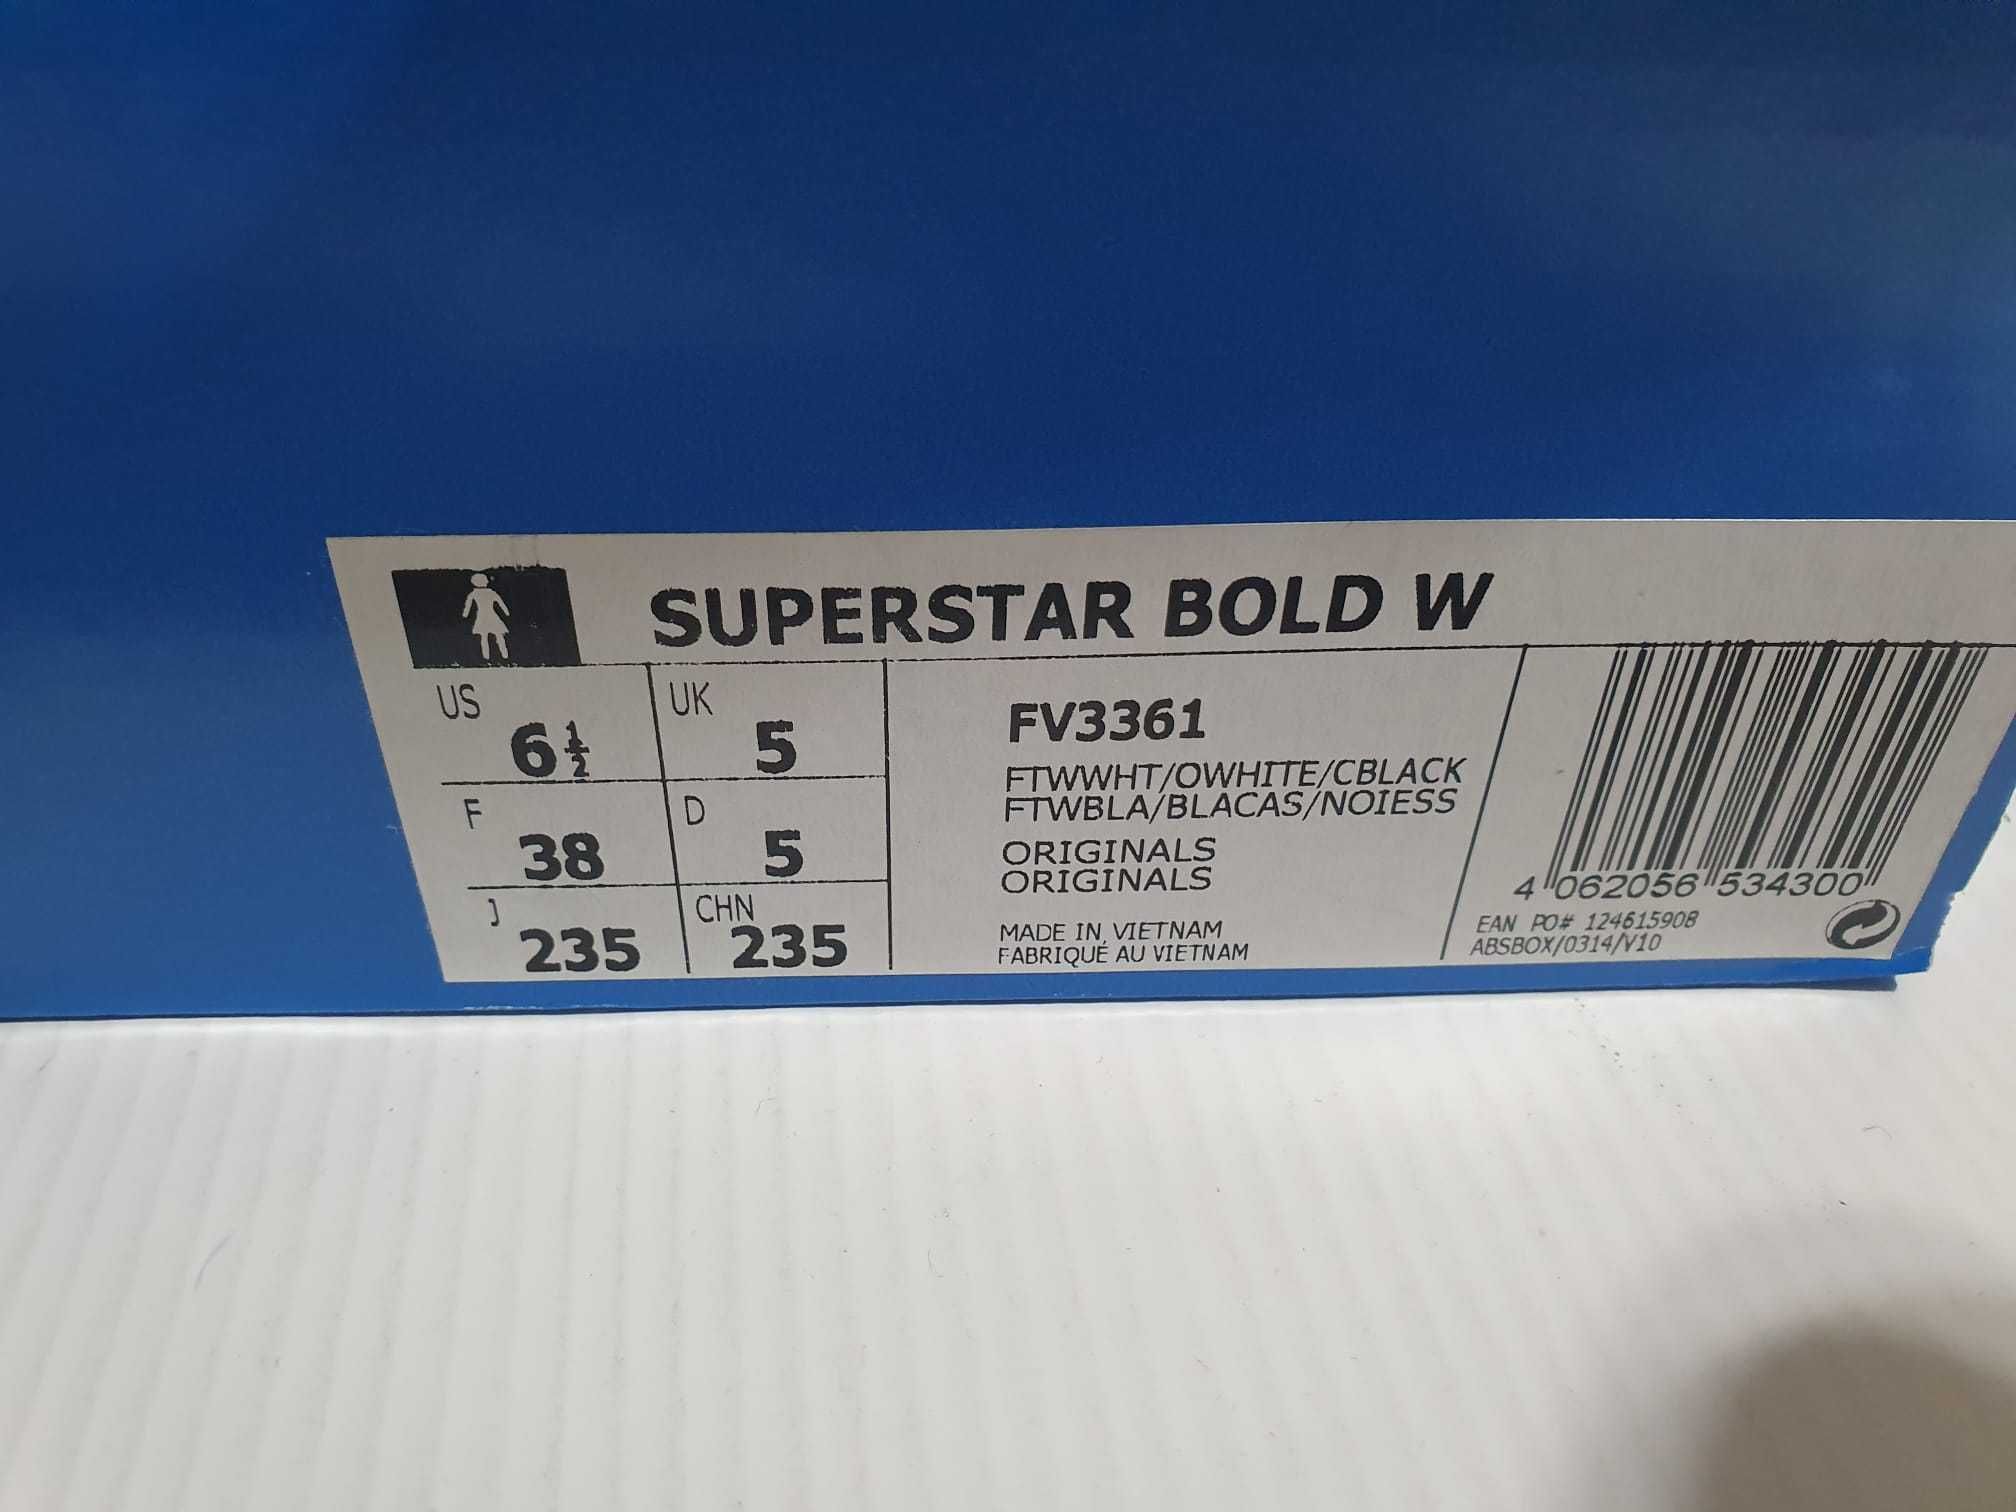 SUPERSTAR BOLD W
US 6½ UK 5
F 38 D 5
J 235 CHN 235
FV3361
FTWWHT/OWHITE/CBLACK
FTWBLA/BLACAS/NOIESS
ORIGINALS
ORIGINALS
MADE IN VIETNAM
FABRIQUÉ AU VIETNAM
4 062056 534300
EAN PO# 124615908
ABSBOX/0314/V10